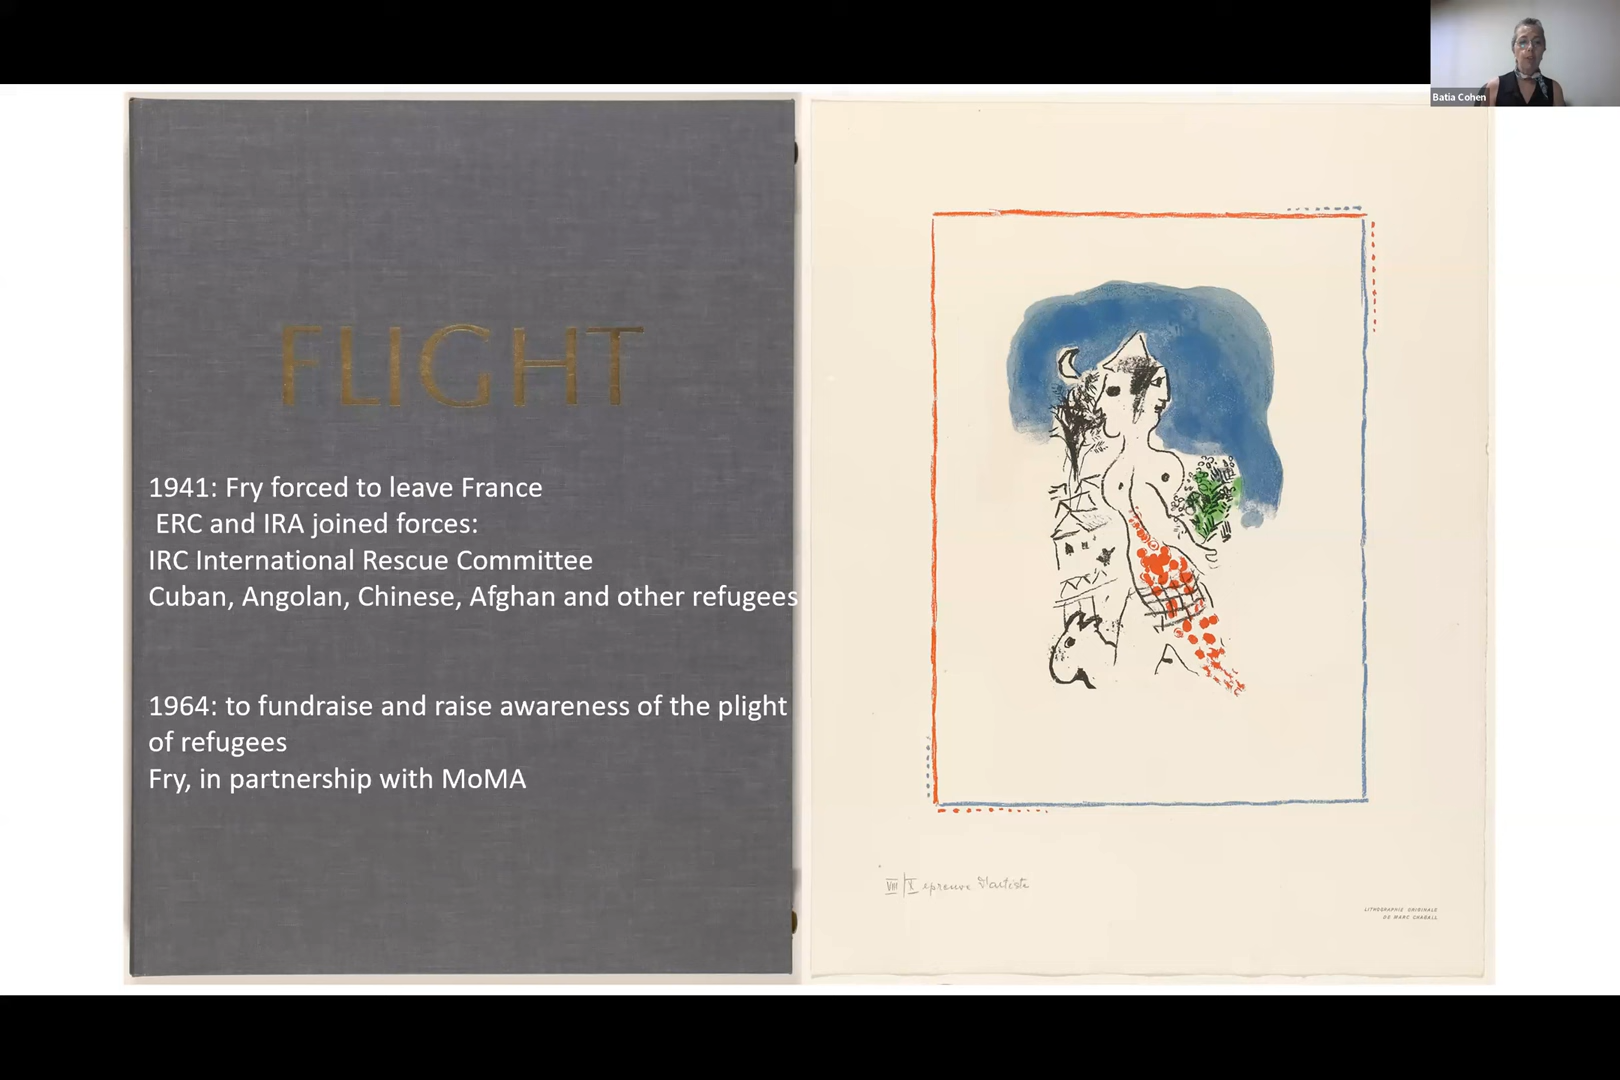 Batia Cohen
FLIGHT
1941: Fry forced to leave France
ERC and IRA joined forces:
IRC International Rescue Committee
Cuban, Angolan, Chinese, Afghan and other refugees
1964: to fundraise and raise awareness of the plight
of refugees
Fry, in partnership with MoMA
VIII/X épreuve d'artiste
LITHOGRAPHIE ORIGINALE
DE MARC CHAGALL